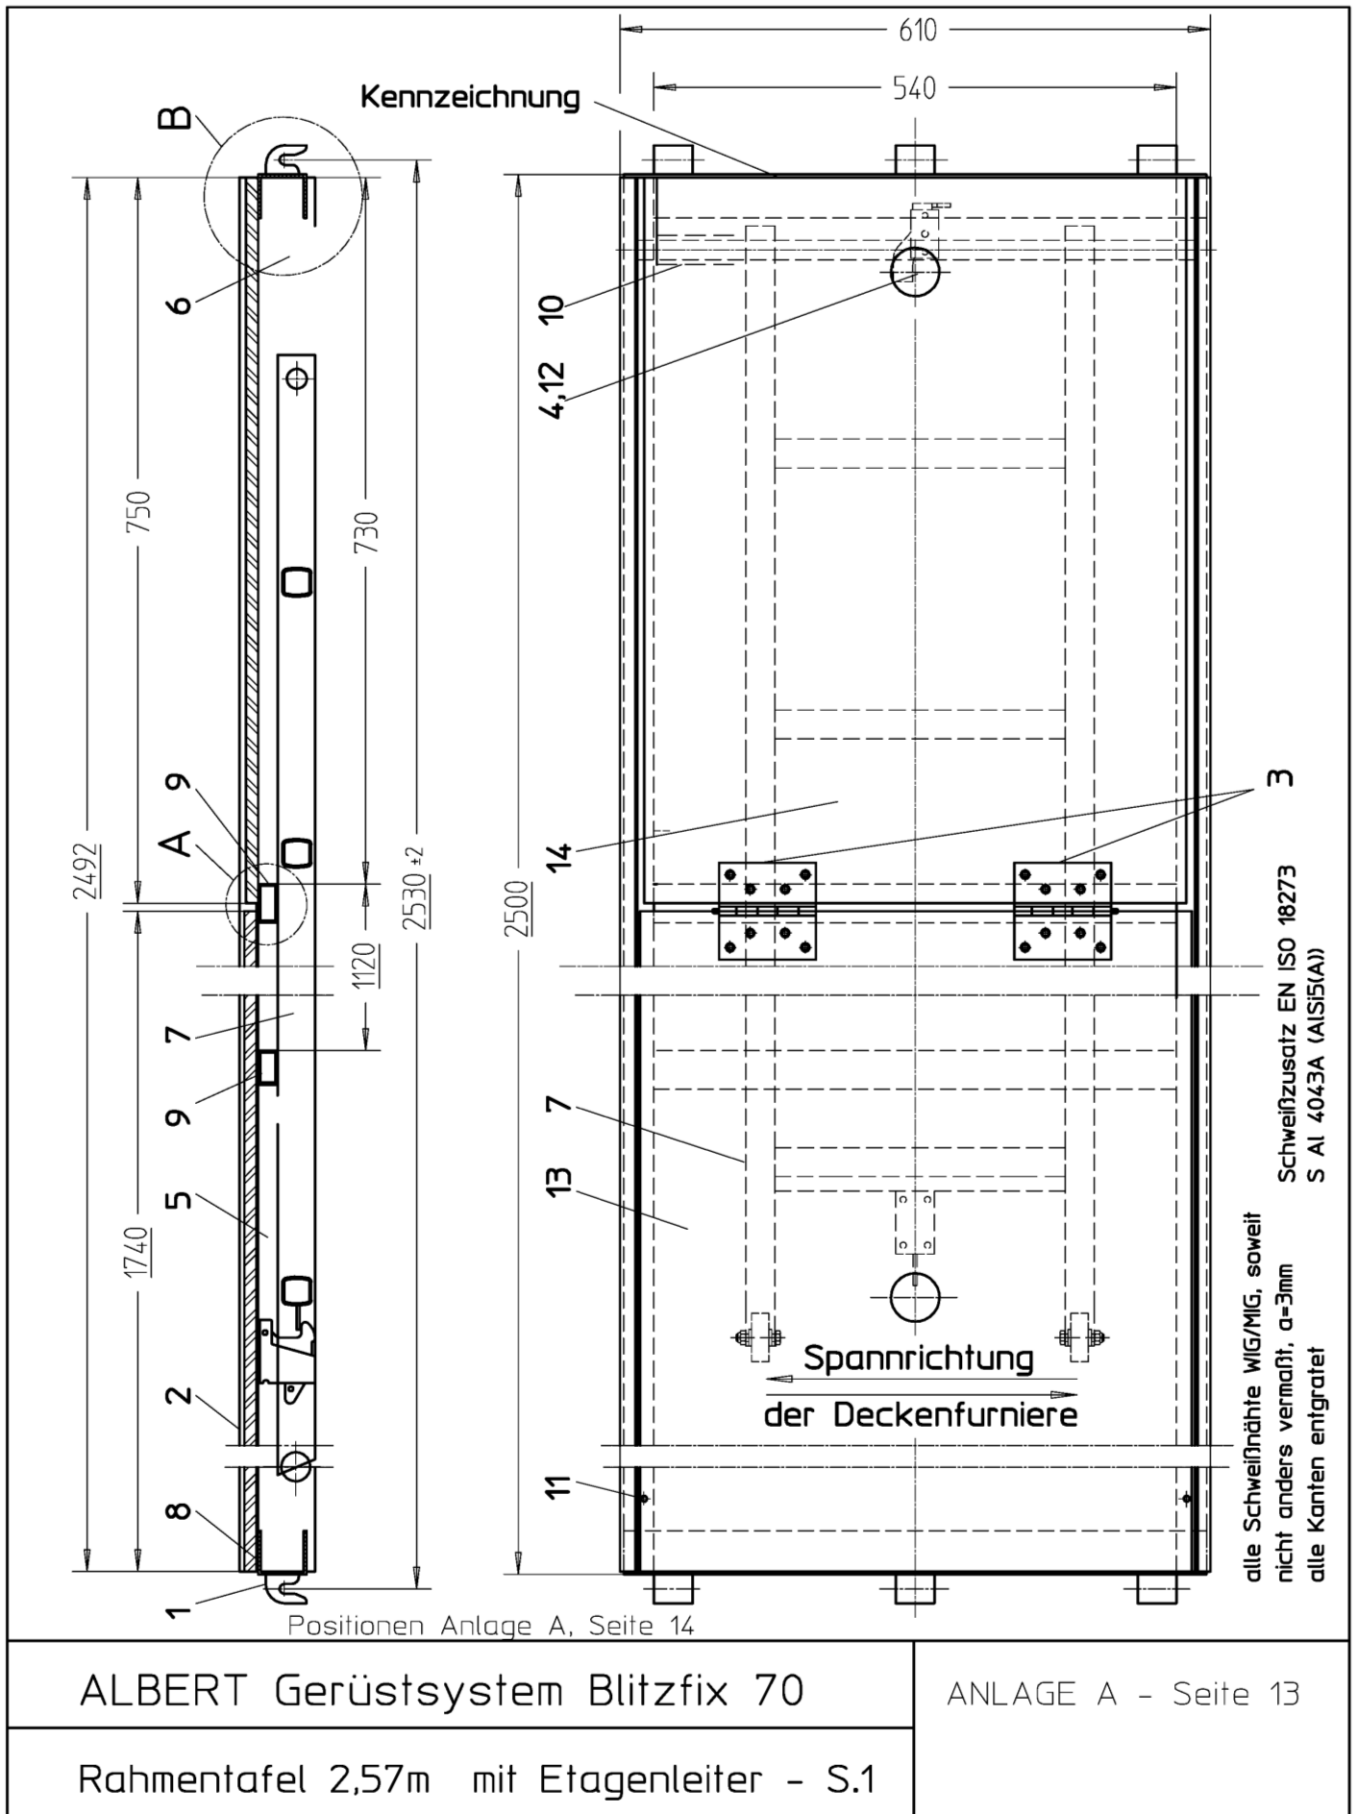 610
540
Kennzeichnung
B
6
10
4,12
750
730
9
A
14
3
2492
2530 ±2
2500
1120
7
9
7
13
5
1740
Spannrichtung
der Deckenfurniere
2
11
8
1
Schweißzusatz EN ISO 18273
S Al 4043A (AlSi5(A))
alle Schweißnähte WIG/MIG, soweit
nicht anders vermaßt, a=3mm
alle Kanten entgratet
Positionen Anlage A, Seite 14
ALBERT Gerüstsystem Blitzfix 70
ANLAGE A - Seite 13
Rahmentafel 2,57m mit Etagenleiter - S.1